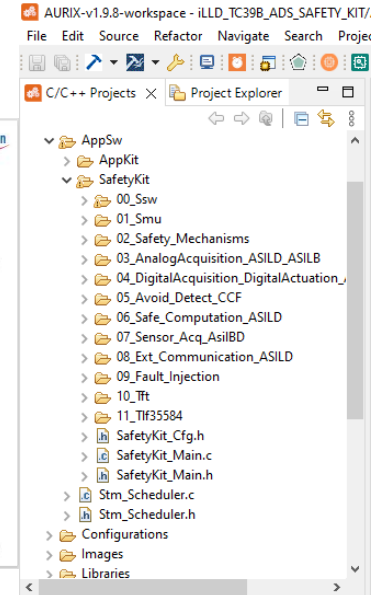 AURIX-v1.9.8-workspace - iLLD_TC39B_ADS_SAFETY_KIT/
File Edit Source Refactor Navigate Search Projec
C/C++ Projects Project Explorer
AppSw
AppKit
SafetyKit
00_Ssw
01_Smu
02_Safety_Mechanisms
03_AnalogAcquisition_ASILD_ASILB
04_DigitalAcquisition_DigitalActuation_
05_Avoid_Detect_CCF
06_Safe_Computation_ASILD
07_Sensor_Acq_AsilBD
08_Ext_Communication_ASILD
09_Fault_Injection
10_Tft
11_Tlf35584
.h SafetyKit_Cfg.h
.c SafetyKit_Main.c
.h SafetyKit_Main.h
.c Stm_Scheduler.c
.h Stm_Scheduler.h
Configurations
Images
Libraries